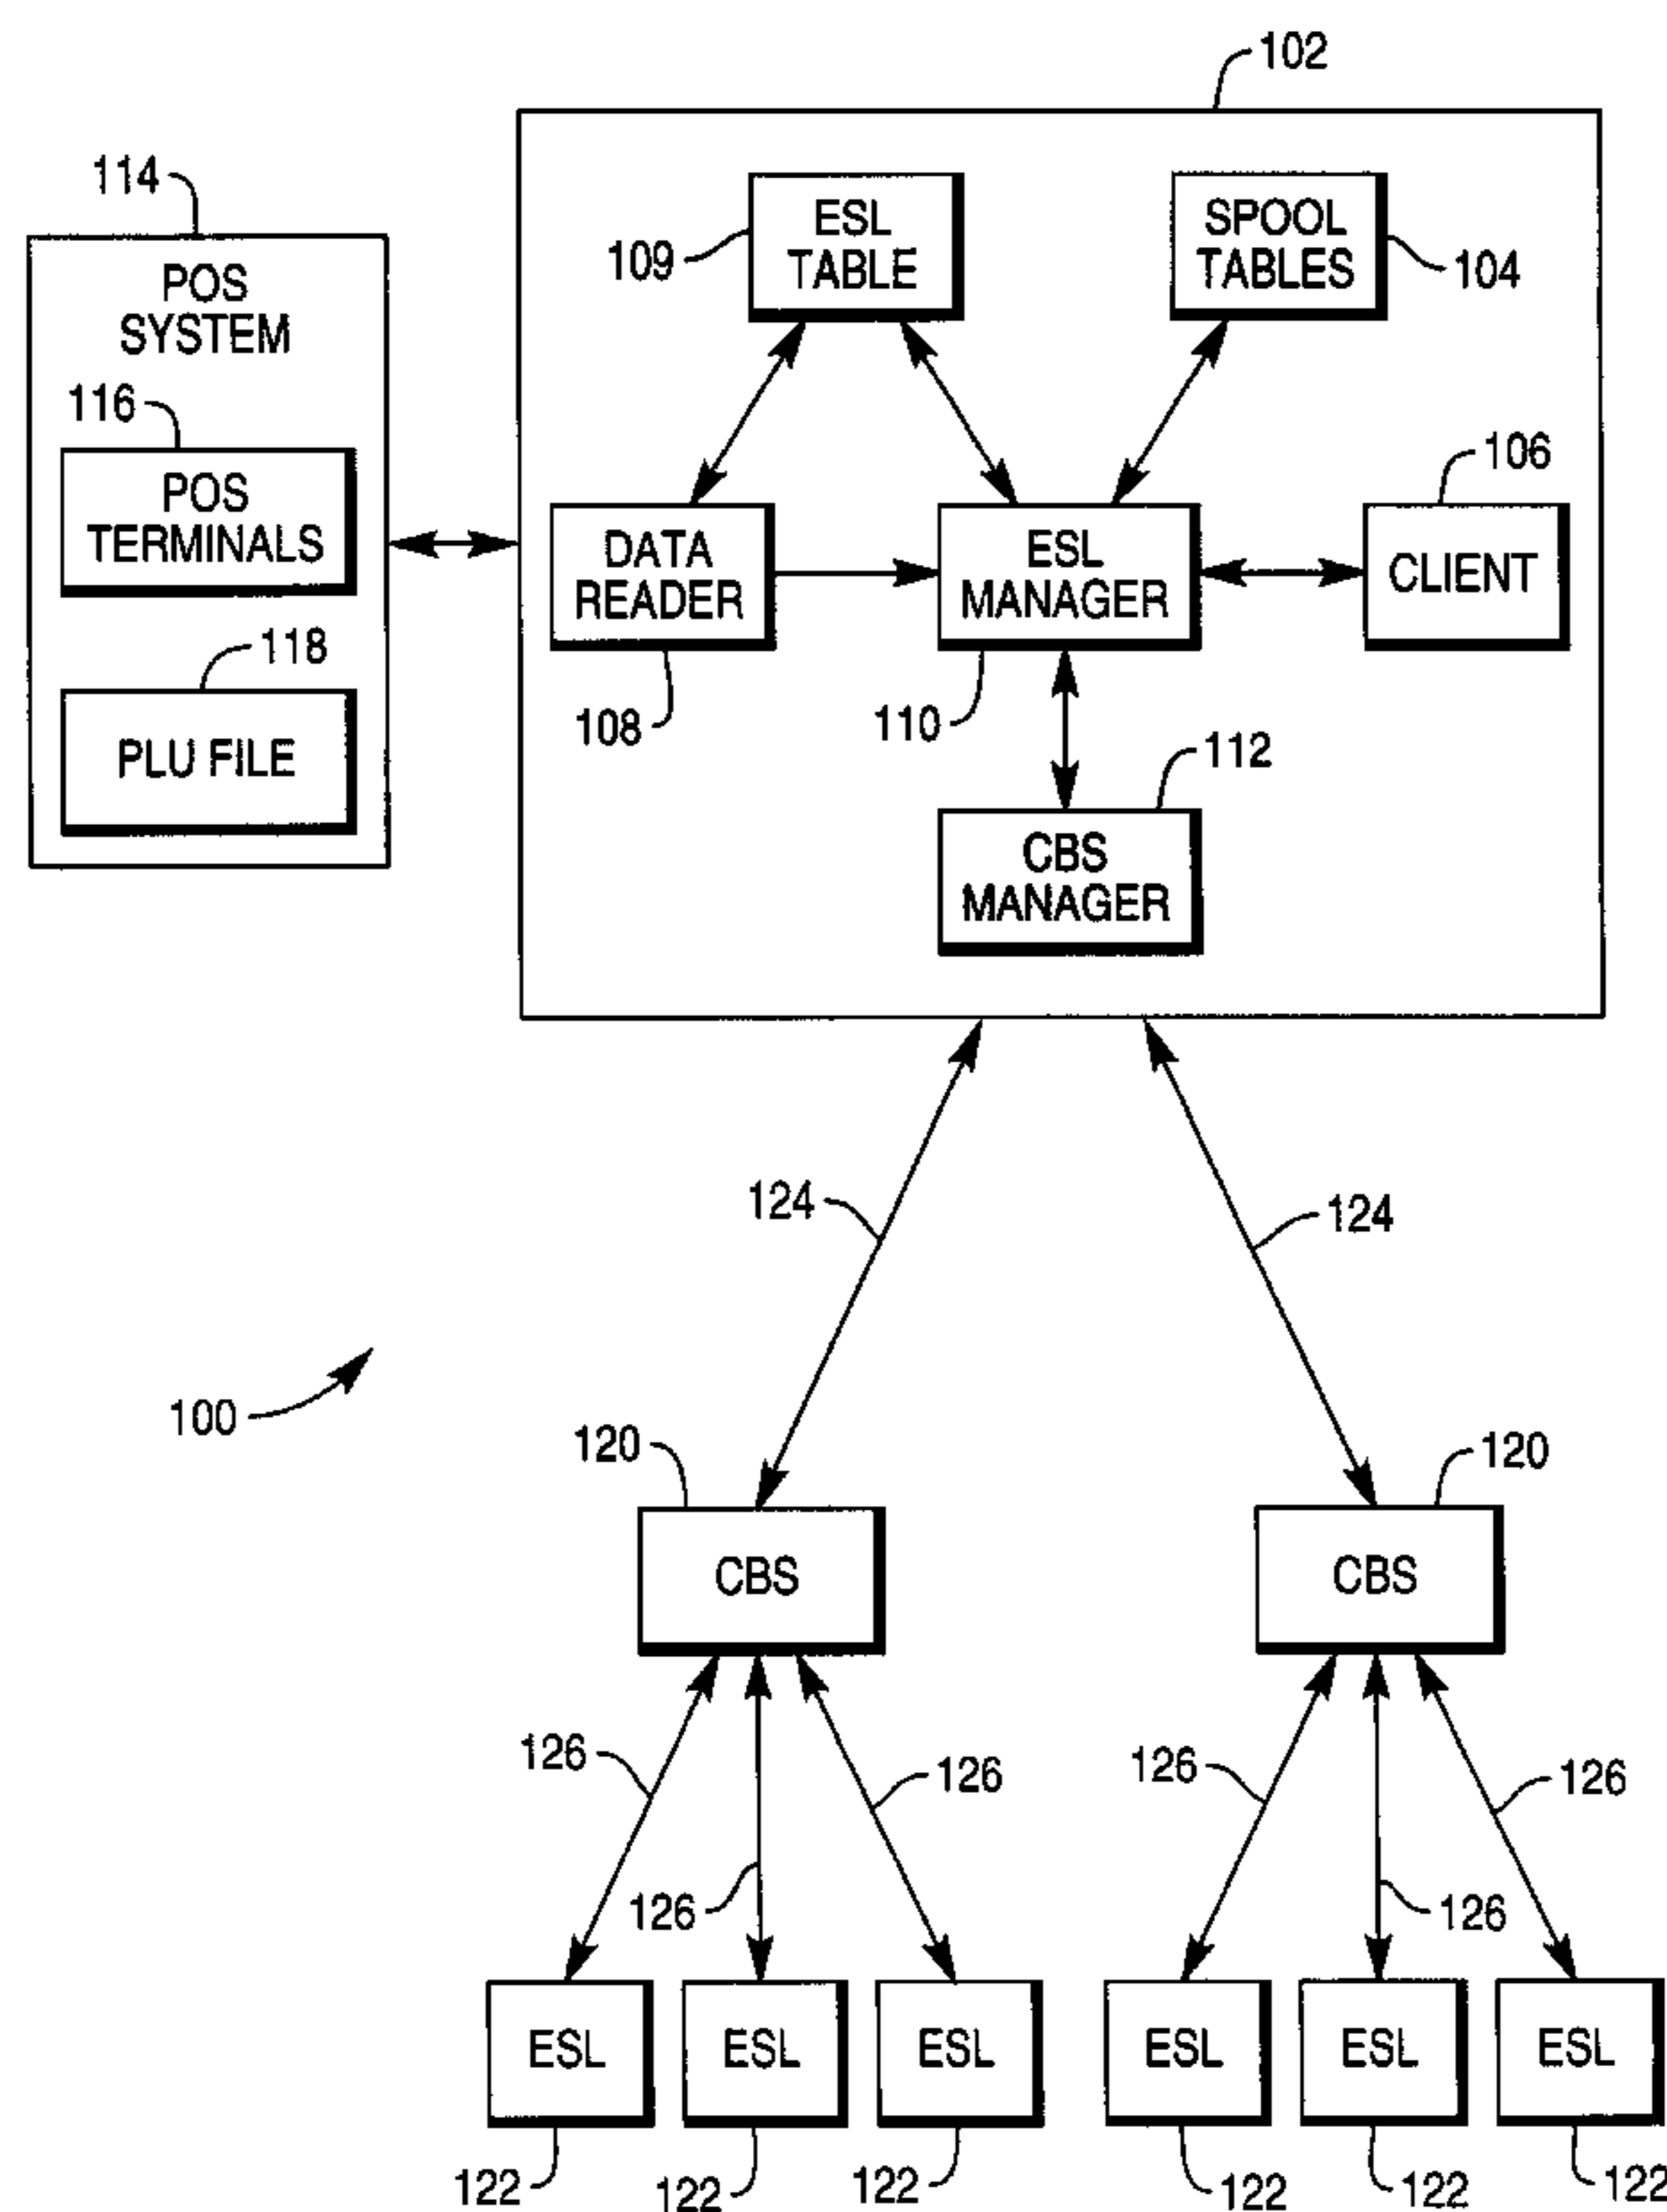 102
114
POS
SYSTEM
116
POS
TERMINALS
118
PLU FILE
ESL
TABLE
109
SPOOL
TABLES
104
106
DATA
READER
ESL
MANAGER
CLIENT
108
110
112
CBS
MANAGER
124
124
100
120
120
CBS
CBS
126
126
126
126
126
126
ESL
ESL
ESL
ESL
ESL
ESL
122
122
122
122
122
122